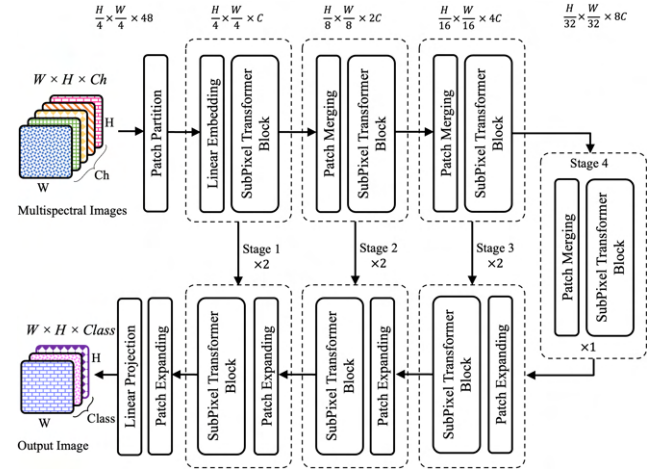 H/4 × W/4 × 48
H/4 × W/4 × C
H/8 × W/8 × 2C
H/16 × W/16 × 4C
H/32 × W/32 × 8C
W × H × Ch
H
W
Ch
Multispectral Images
Patch Partition
Linear Embedding
SubPixel Transformer
Block
Patch Merging
SubPixel Transformer
Block
Patch Merging
SubPixel Transformer
Block
Stage 4
Patch Merging
SubPixel Transformer
Block
×1
Stage 1
×2
Stage 2
×2
Stage 3
×2
W × H × Class
H
W
Class
Output Image
Linear Projection
Patch Expanding
SubPixel Transformer
Block
Patch Expanding
SubPixel Transformer
Block
Patch Expanding
SubPixel Transformer
Block
Patch Expanding